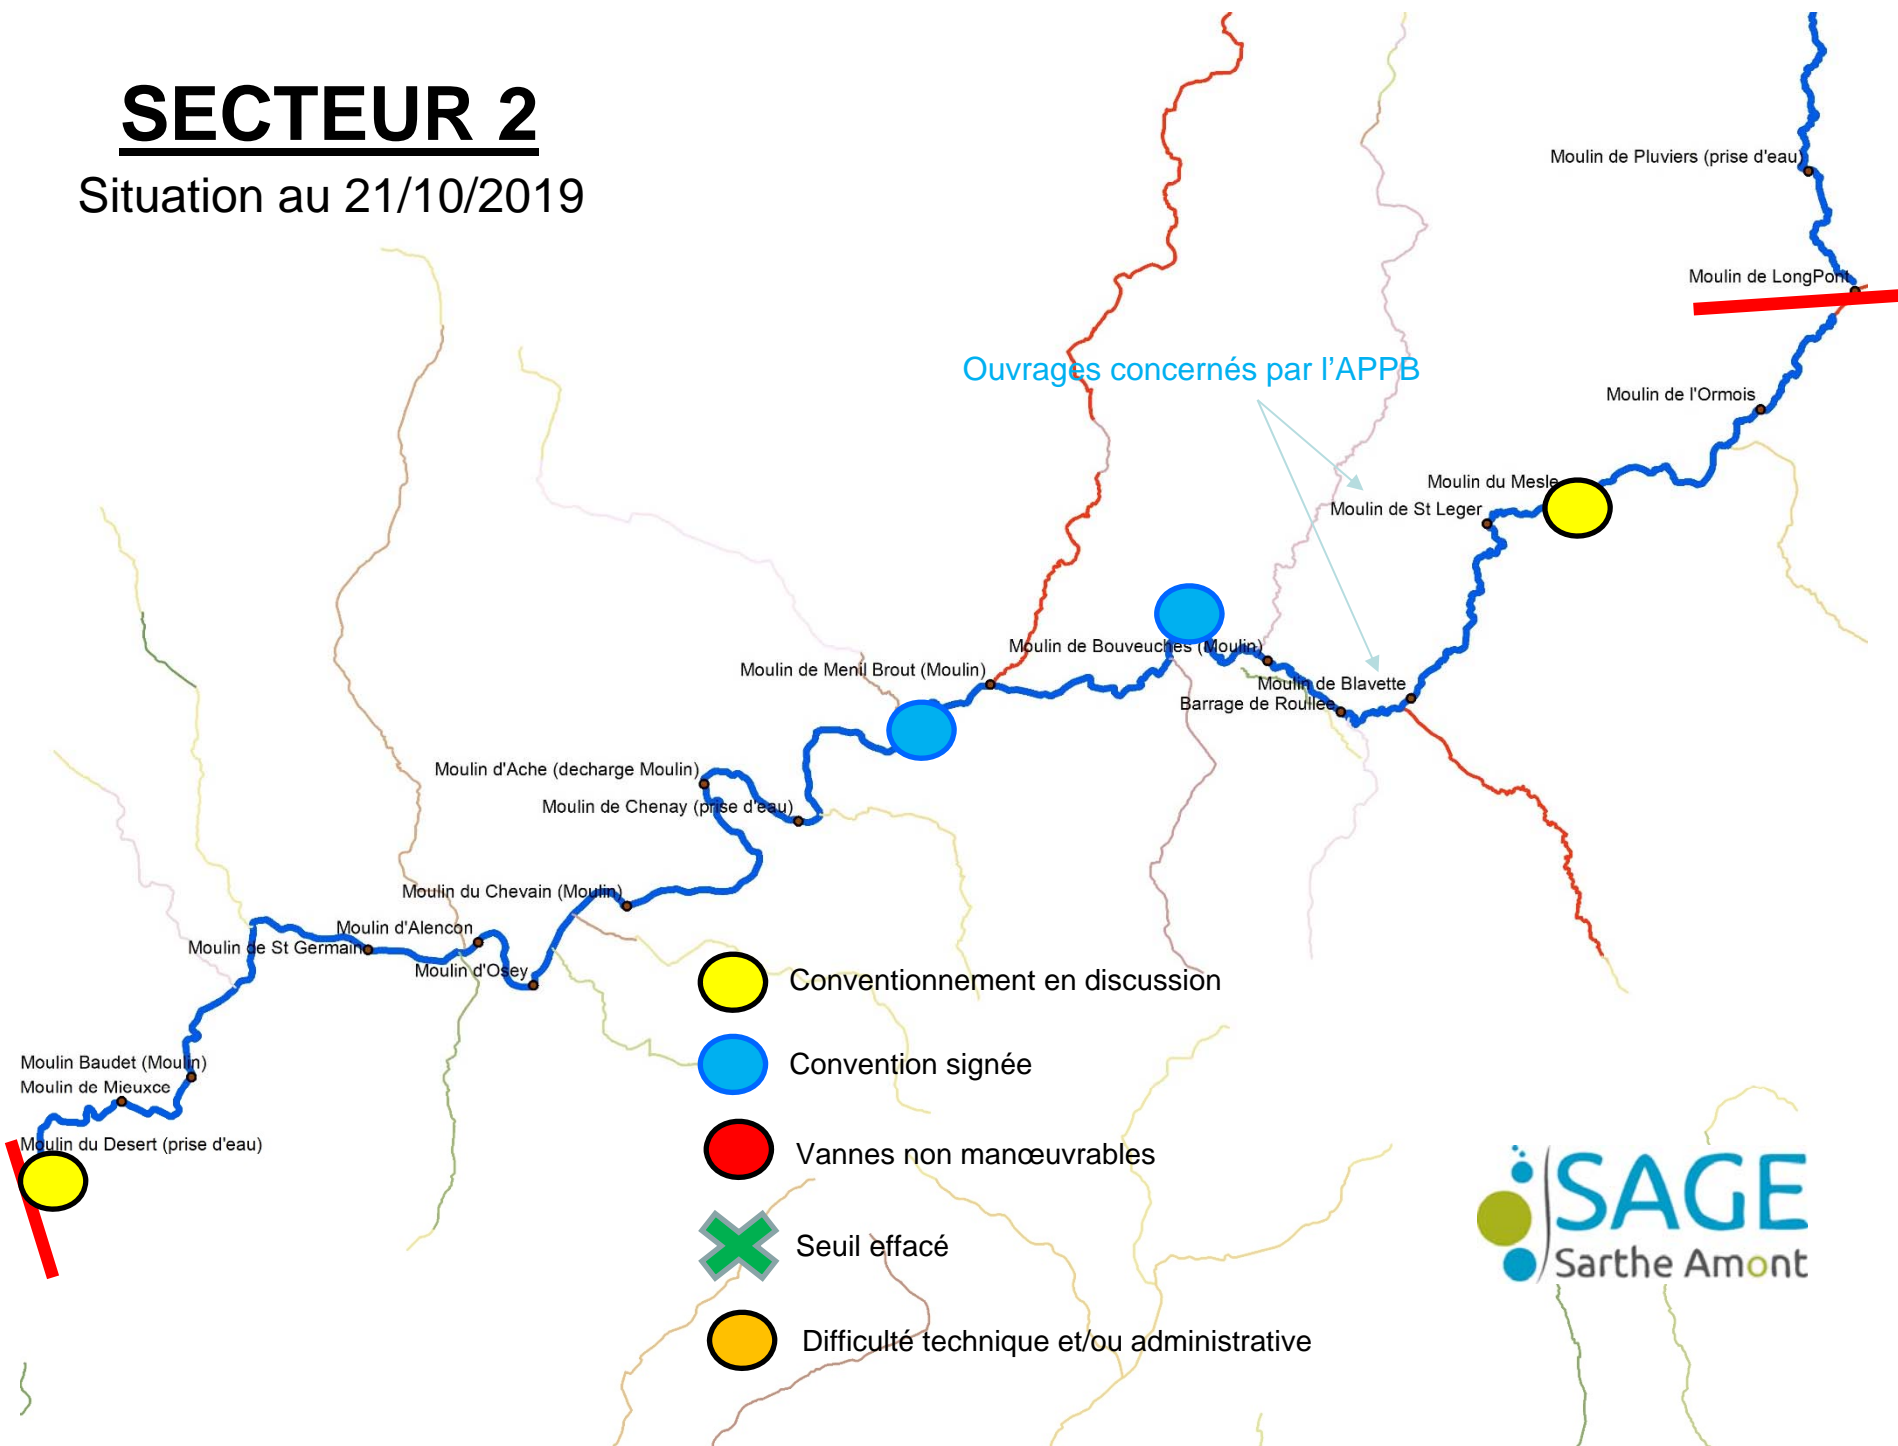 SECTEUR 2
Situation au 21/10/2019
Moulin de Pluviers (prise d'eau)
Moulin de LongPont
Ouvrages concernés par l'APPB
Moulin de l'Ormois
Moulin du Mesle
Moulin de St Leger
Moulin de Bouveuches (Moulin)
Moulin de Menil Brout (Moulin)
Moulin de Blavette
Barrage de Roullee
Moulin d'Ache (decharge Moulin)
Moulin de Chenay (prise d'eau)
Moulin du Chevain (Moulin)
Moulin d'Alencon
Moulin de St Germain
Moulin d'Osey
Conventionnement en discussion
Moulin Baudet (Moulin)
Convention signée
Moulin de Mieuxce
Moulin du Desert (prise d'eau)
Vannes non manœuvrables
Seuil effacé
Difficulté technique et/ou administrative
SAGE
Sarthe Amont